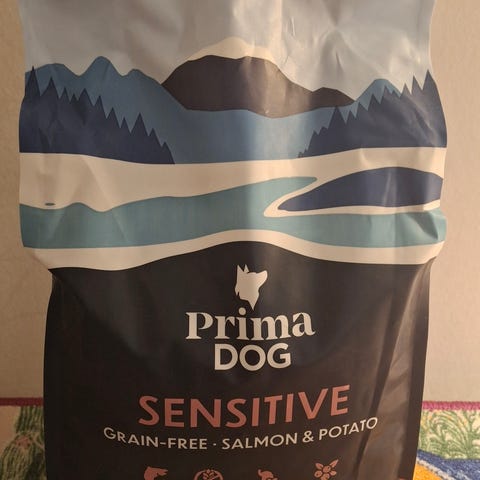 Prima
DOG
SENSITIVE
GRAIN-FREE · SALMON & POTATO